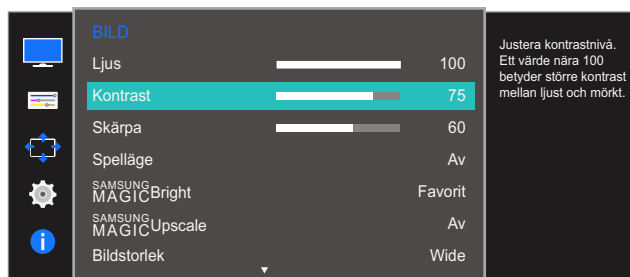 BILD
Ljus 100
Kontrast 75
Skärpa 60
Spelläge Av
SAMSUNG
MAGICBright Favorit
SAMSUNG
MAGICUpscale Av
Bildstorlek Wide
Justera kontrastnivå.
Ett värde nära 100
betyder större kontrast
mellan ljust och mörkt.